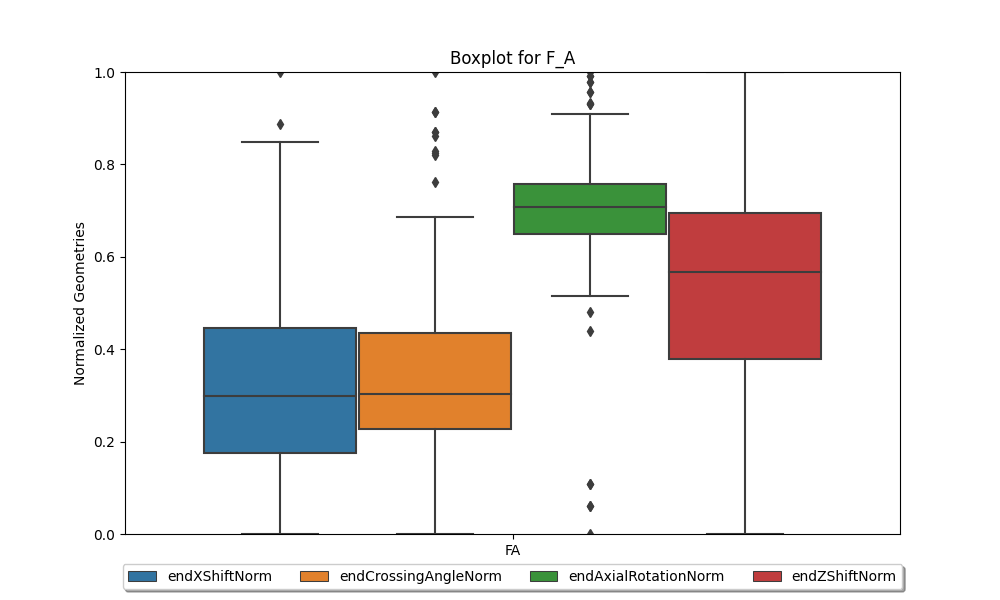 Boxplot for F_A
1.0
0.8
0.6
0.4
0.2
0.0
Normalized Geometries
FA
endXShiftNorm endCrossingAngleNorm endAxialRotationNorm endZShiftNorm